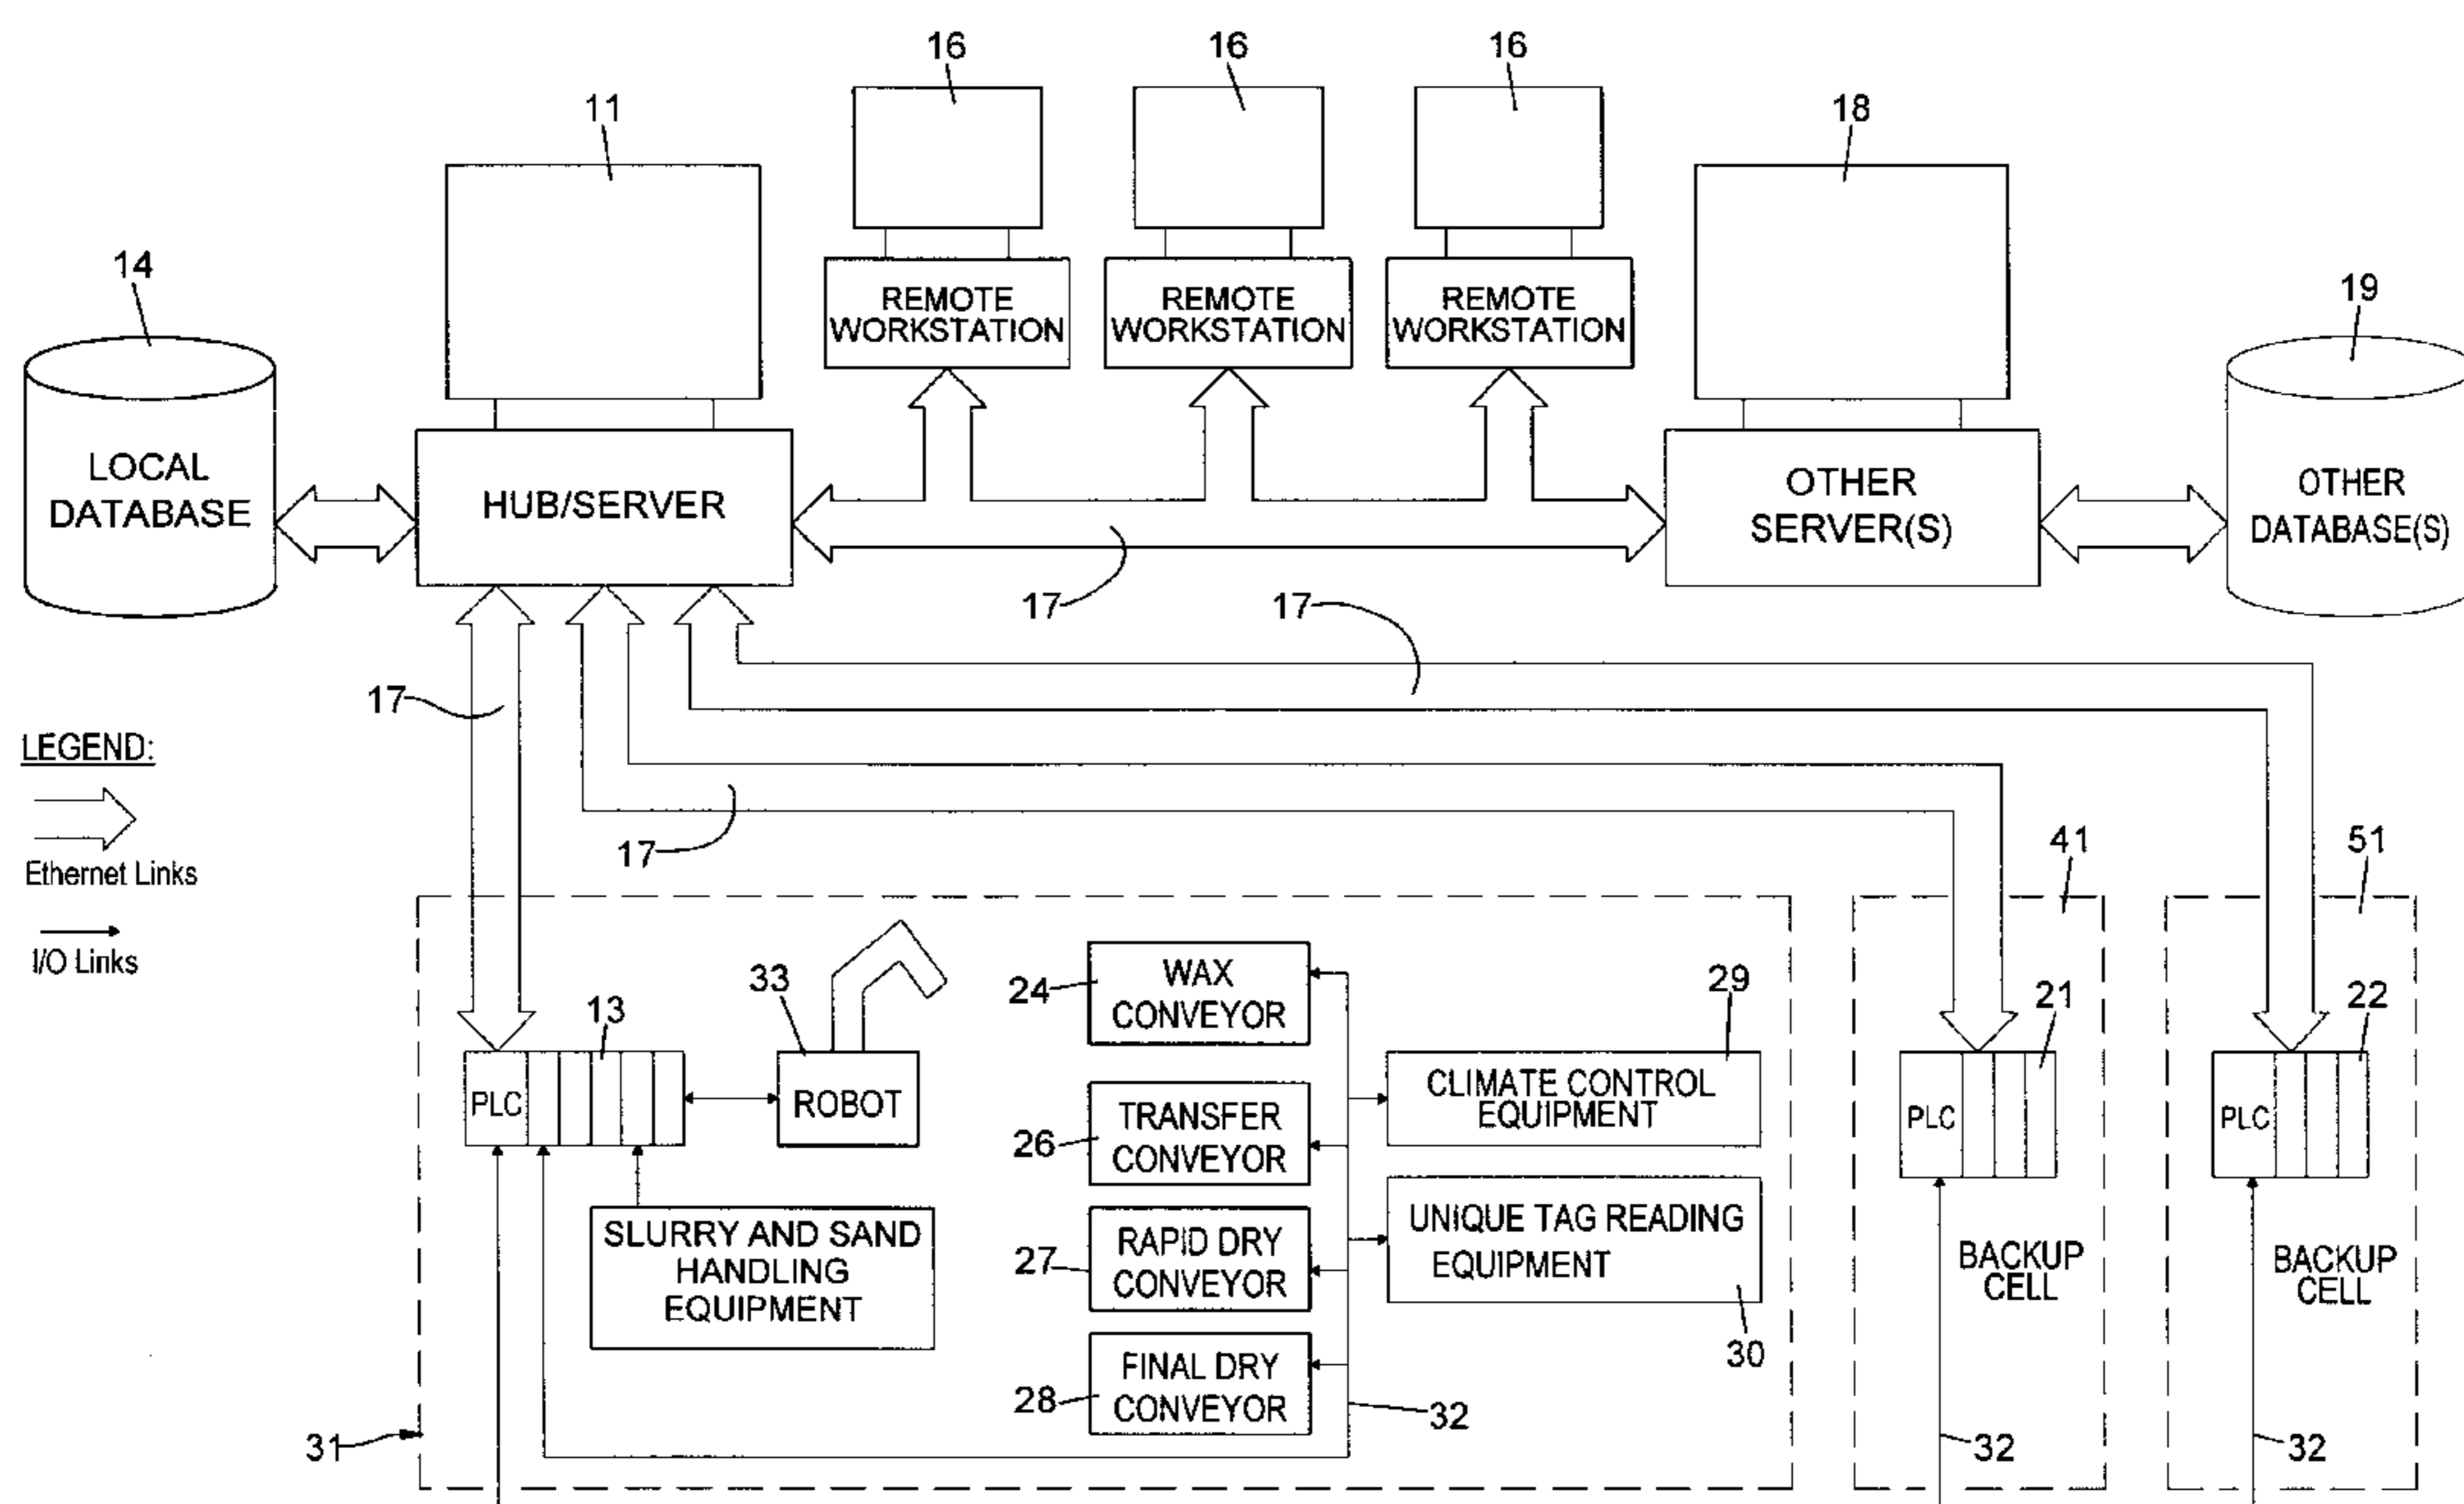 16
16
16
11
18
14
19
REMOTE
WORKSTATION
REMOTE
WORKSTATION
REMOTE
WORKSTATION
LOCAL
DATABASE
HUB/SERVER
OTHER
SERVER(S)
OTHER
DATABASE(S)
17
17
17
17
LEGEND:
Ethernet Links
I/O Links
41
51
33
13
PLC
ROBOT
24
WAX
CONVEYOR
29
CLIMATE CONTROL
EQUIPMENT
26
TRANSFER
CONVEYOR
SLURRY AND SAND
HANDLING
EQUIPMENT
27
RAPID DRY
CONVEYOR
UNIQUE TAG READING
EQUIPMENT
30
28
FINAL DRY
CONVEYOR
32
31
21
PLC
BACKUP
CELL
32
22
PLC
BACKUP
CELL
32